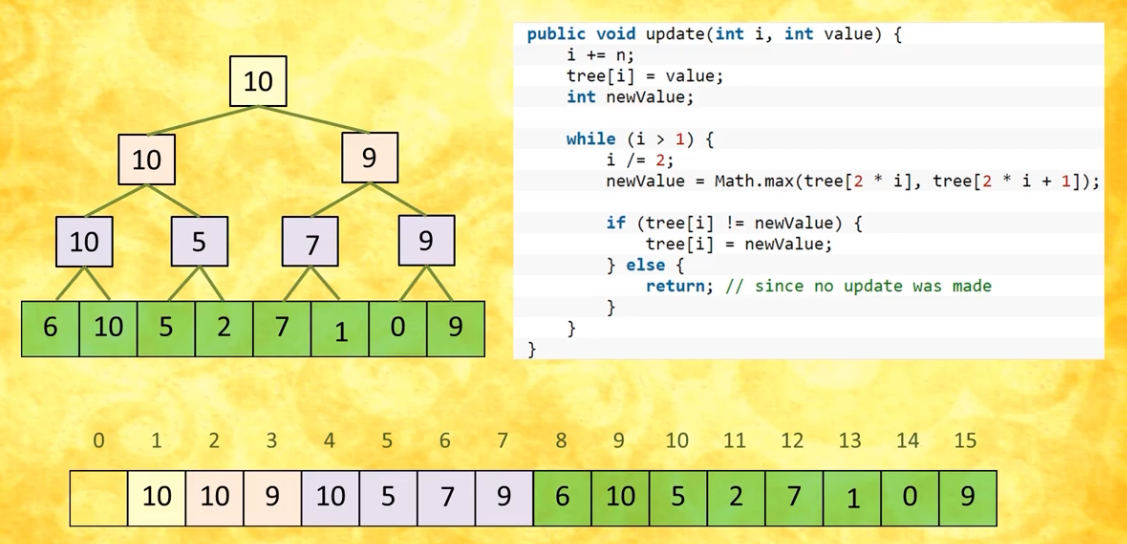 10
10 9
10 5 7 9
6 10 5 2 7 1 0 9
public void update(int i, int value) {
    i += n;
    tree[i] = value;
    int newValue;
    while (i > 1) {
        i /= 2;
        newValue = Math.max(tree[2 * i], tree[2 * i + 1]);
        if (tree[i] != newValue) {
            tree[i] = newValue;
        } else {
            return; // since no update was made
        }
    }
}
0 1 2 3 4 5 6 7 8 9 10 11 12 13 14 15
10 10 9 10 5 7 9 6 10 5 2 7 1 0 9